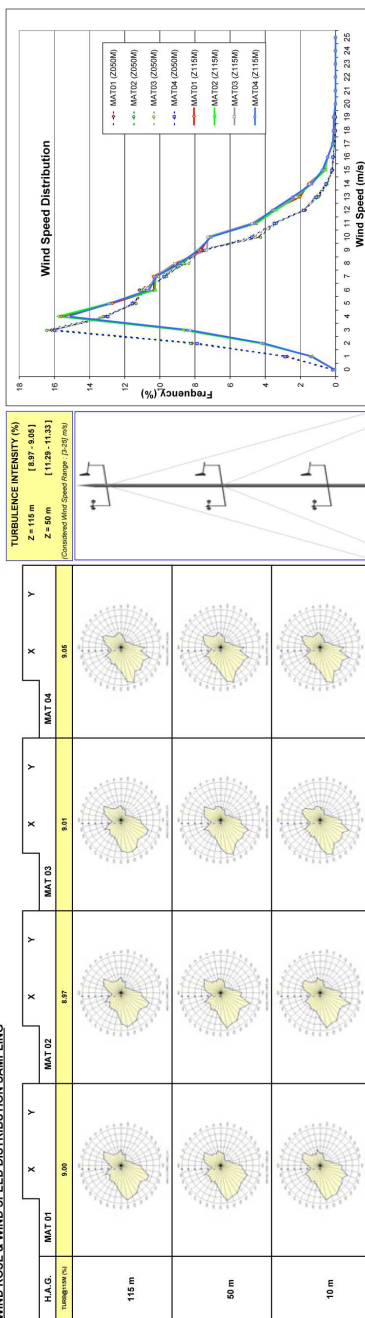 WIND ROSE & WIND SPEED DISTRIBUTION SAMPLING
H.A.G.
MAT 01
X
Y
MAT 02
X
Y
MAT 03
X
Y
MAT 04
X
Y
TURB@115M (%)
9.00
8.97
9.01
9.05
115 m
50 m
10 m
TURBULENCE INTENSITY (%)
Z = 115 m [ 8.97 - 9.05 ]
Z = 50 m [ 11.29 - 11.33 ]
(Considered Wind Speed Range : [3-25] m/s)
Wind Speed Distribution
Frequency (%)
18
16
14
12
10
8
6
4
2
0
MAT01 (Z050M)
MAT02 (Z050M)
MAT03 (Z050M)
MAT04 (Z050M)
MAT01 (Z115M)
MAT02 (Z115M)
MAT03 (Z115M)
MAT04 (Z115M)
0 1 2 3 4 5 6 7 8 9 10 11 12 13 14 15 16 17 18 19 20 21 22 23 24 25
Wind Speed (m/s)